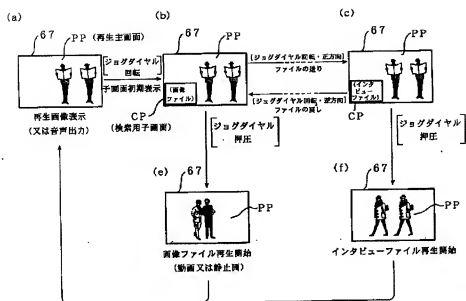 (a)
67
PP (再生主画面)
再生画像表示
(又は音声出力)
ジョグダイヤル
回転
子画面初期表示
(b)
67
PP
(画像
ファイル)
CP
(検索用子画面)
[ジョグダイヤル回転・正方向]
ファイルの送り
[ジョグダイヤル回転・逆方向]
ファイルの戻し
(c)
67
PP
(インタ
ビューフ
ァイル)
CP
ジョグダイヤル
押圧
ジョグダイヤル
押圧
(e)
67
PP
画像ファイル再生開始
(動画又は静止画)
(f)
67
PP
インタビューファイル再生開始